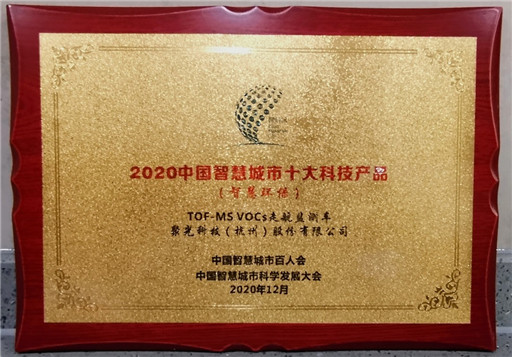 2020中国智慧城市十大科技产品
（智慧环保）
TOF-MS VOCs走航监测车
聚光科技（杭州）股份有限公司
中国智慧城市百人会
中国智慧城市科学发展大会
2020年12月